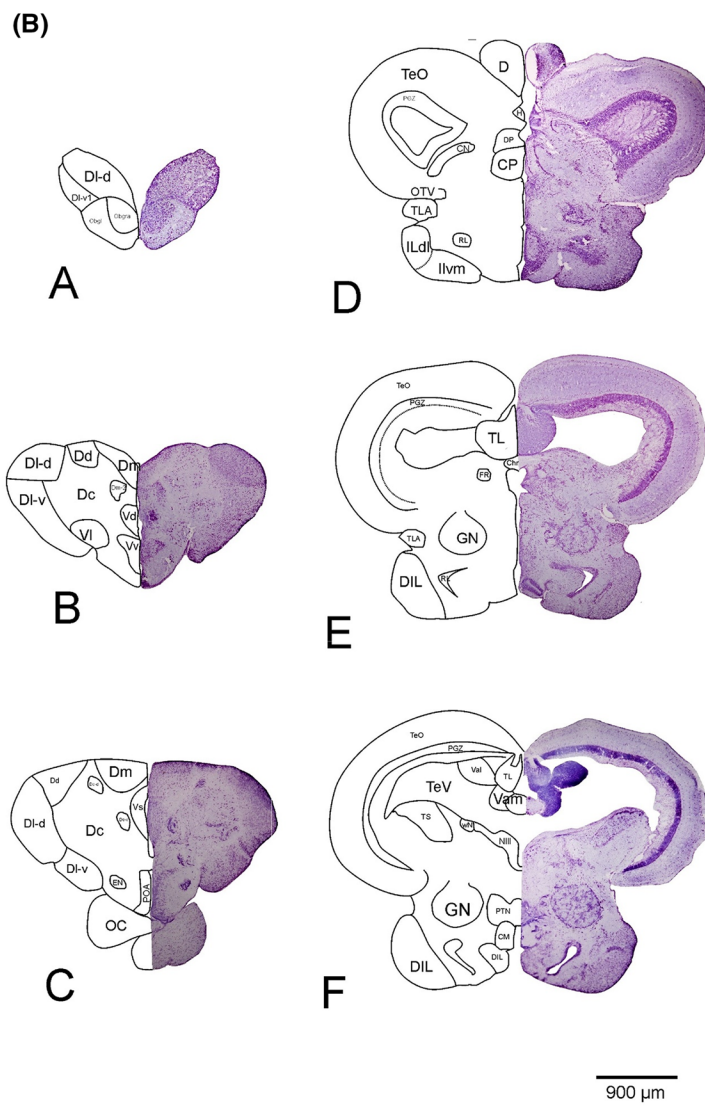 (B)
Dl-d
Dl-v1
Obgl
Obgra
A
D
TeO
PGZ
H
DP
CN
CP
OTV
TLA
ILdl
RL
Ilvm
D
Dl-d
Dd
Dm
Dl-v
Dc
Vd
Vl
Vv
B
TeO
PGZ
TL
Chr
FR
TLA
GN
DIL
RL
E
Dm
Dd
Dl-d
Vs
Dc
Dl-v
EN
POA
OC
C
TeO
PGZ
Val
TL
TeV
Vam
TS
NIII
GN
PTN
CM
DIL
DIL
F
900 µm